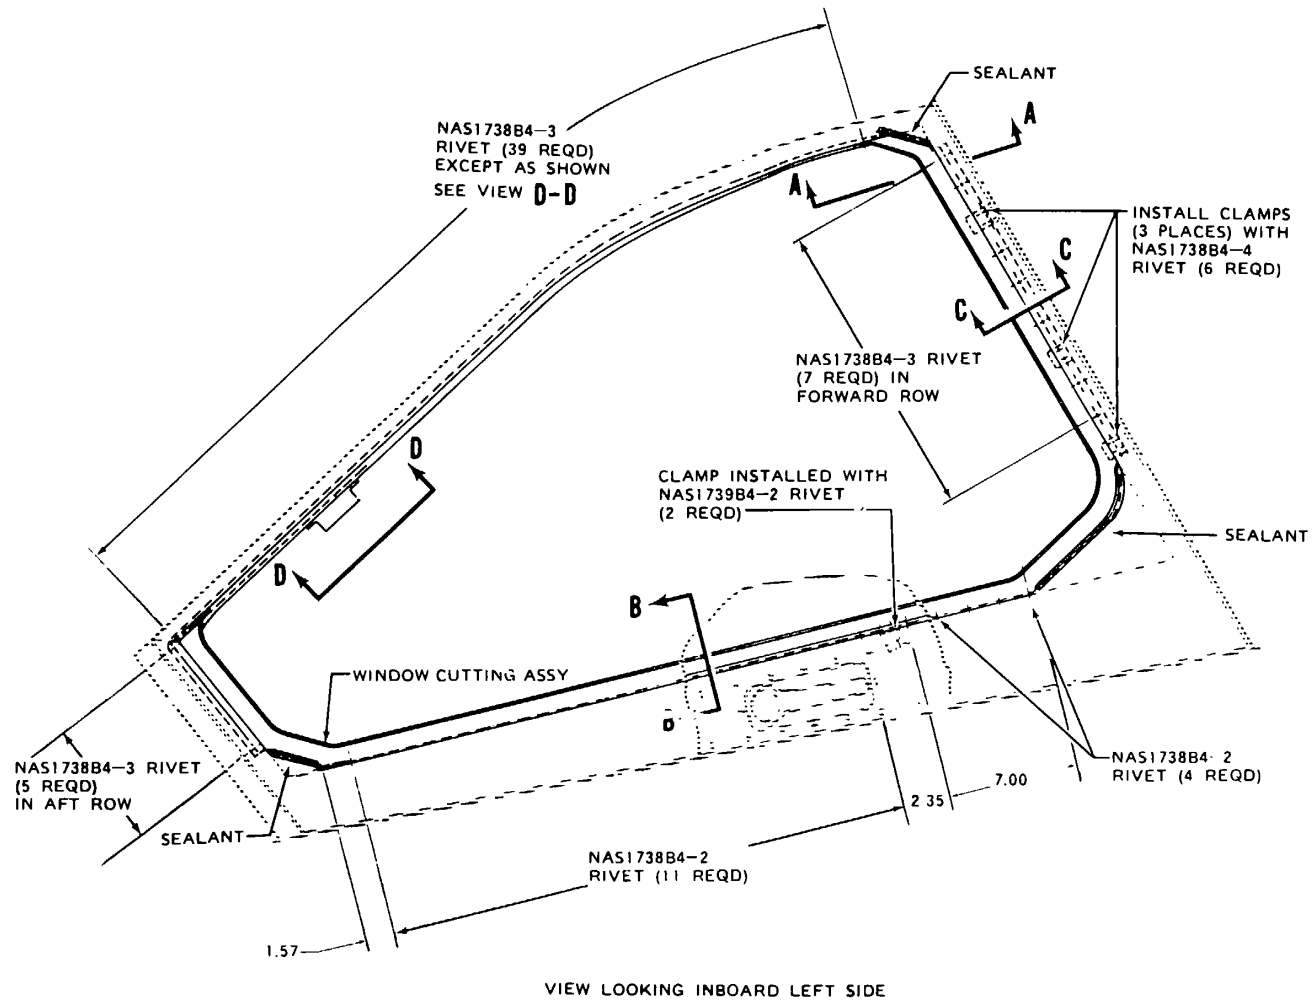 SEALANT
NAS1738B4-3
RIVET (39 REQD)
EXCEPT AS SHOWN
SEE VIEW D-D
A
A
INSTALL CLAMPS
(3 PLACES) WITH
NAS1738B4-4
RIVET (6 REQD)
C
C
NAS1738B4-3 RIVET
(7 REQD) IN
FORWARD ROW
D
D
CLAMP INSTALLED WITH
NAS1739B4-2 RIVET
(2 REQD)
SEALANT
B
WINDOW CUTTING ASSY
B
NAS1738B4-3 RIVET
(5 REQD)
IN AFT ROW
NAS1738B4-2
RIVET (4 REQD)
7.00
2.35
SEALANT
NAS1738B4-2
RIVET (11 REQD)
1.57
VIEW LOOKING INBOARD LEFT SIDE